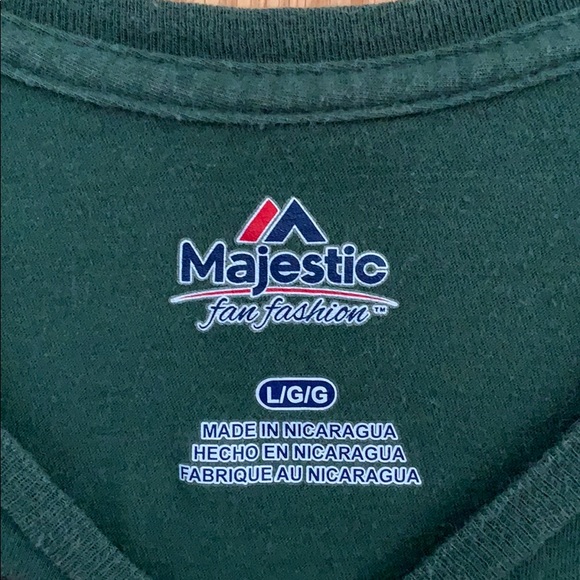 Majestic
fan fashion™
L/G/G
MADE IN NICARAGUA
HECHO EN NICARAGUA
FABRIQUE AU NICARAGUA